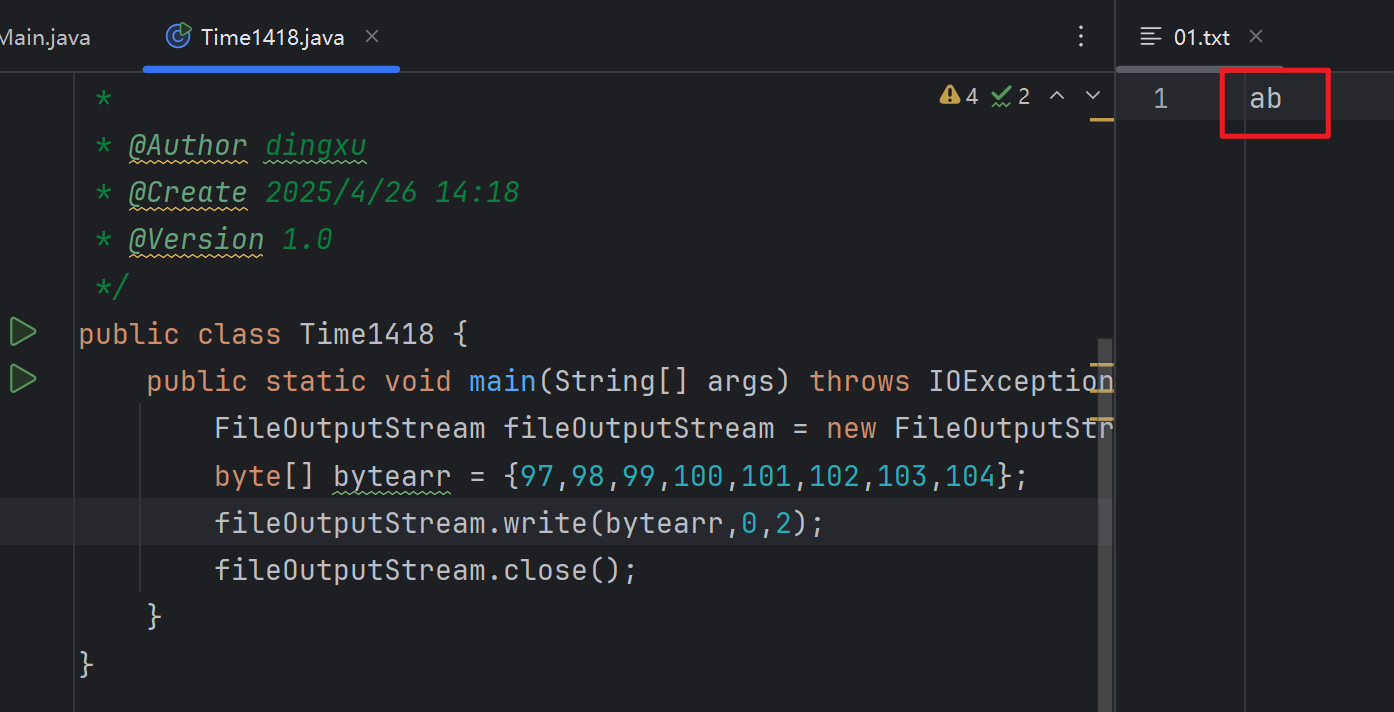 Main.java
Time1418.java
01.txt
*
4 2
1 ab
* @Author dingxu
* @Create 2025/4/26 14:18
* @Version 1.0
*/
public class Time1418 {
public static void main(String[] args) throws IOException
FileOutputStream fileOutputStream = new FileOutputStr
byte[] bytearr = {97,98,99,100,101,102,103,104};
fileOutputStream.write(bytearr,0,2);
fileOutputStream.close();
}
}